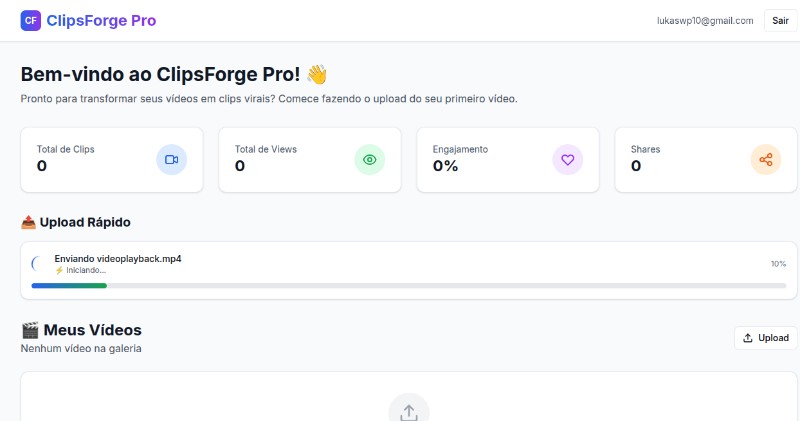 CF ClipsForge Pro
lukaswp10@gmail.com
Sair
Bem-vindo ao ClipsForge Pro! 👋
Pronto para transformar seus vídeos em clips virais? Comece fazendo o upload do seu primeiro vídeo.
Total de Clips
0
Total de Views
0
Engajamento
0%
Shares
0
📤 Upload Rápido
Enviando videoplayback.mp4
⚡ Iniciando...
10%
🎬 Meus Vídeos
Nenhum vídeo na galeria
Upload